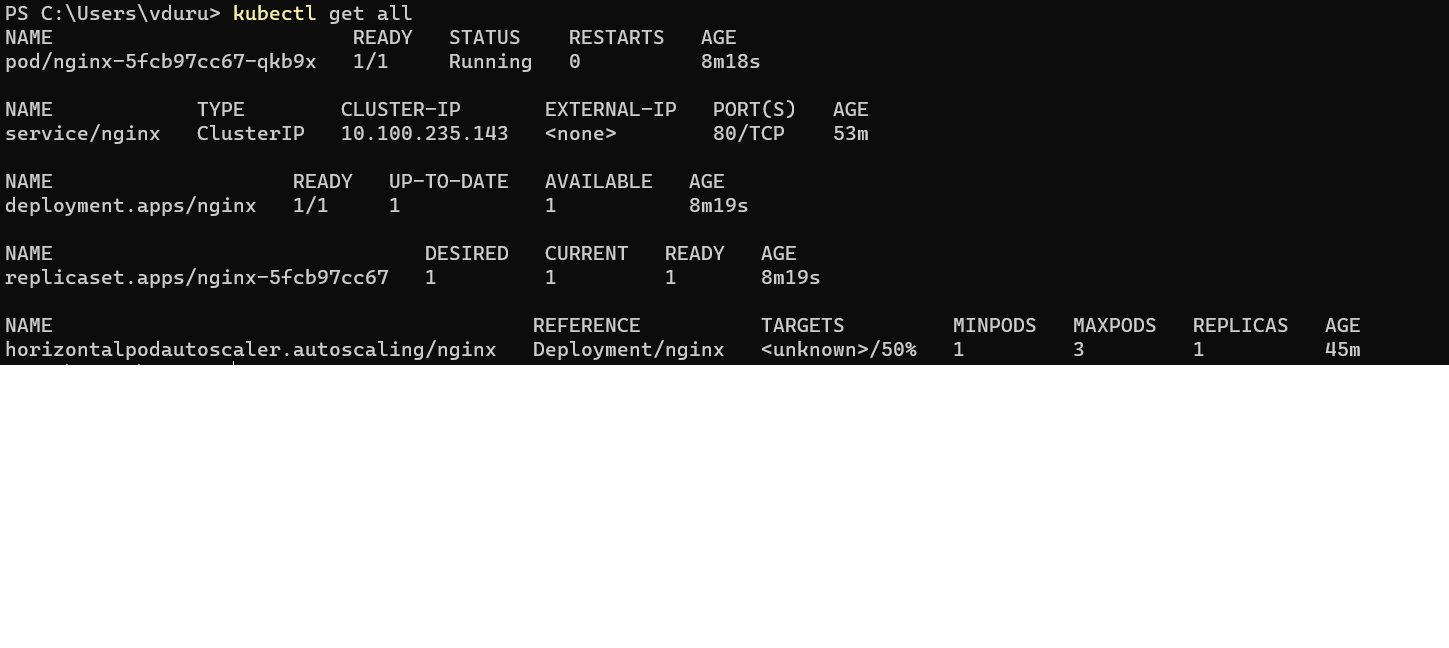 PS C:\Users\vduru> kubectl get all
NAME                         READY   STATUS    RESTARTS   AGE
pod/nginx-5fcb97cc67-qkb9x   1/1     Running   0          8m18s
NAME            TYPE        CLUSTER-IP       EXTERNAL-IP   PORT(S)   AGE
service/nginx   ClusterIP   10.100.235.143   <none>        80/TCP    53m
NAME                    READY   UP-TO-DATE   AVAILABLE   AGE
deployment.apps/nginx   1/1     1            1           8m19s
NAME                               DESIRED   CURRENT   READY   AGE
replicaset.apps/nginx-5fcb97cc67   1         1         1       8m19s
NAME                                        REFERENCE          TARGETS         MINPODS   MAXPODS   REPLICAS   AGE
horizontalpodautoscaler.autoscaling/nginx   Deployment/nginx   <unknown>/50%   1         3         1          45m